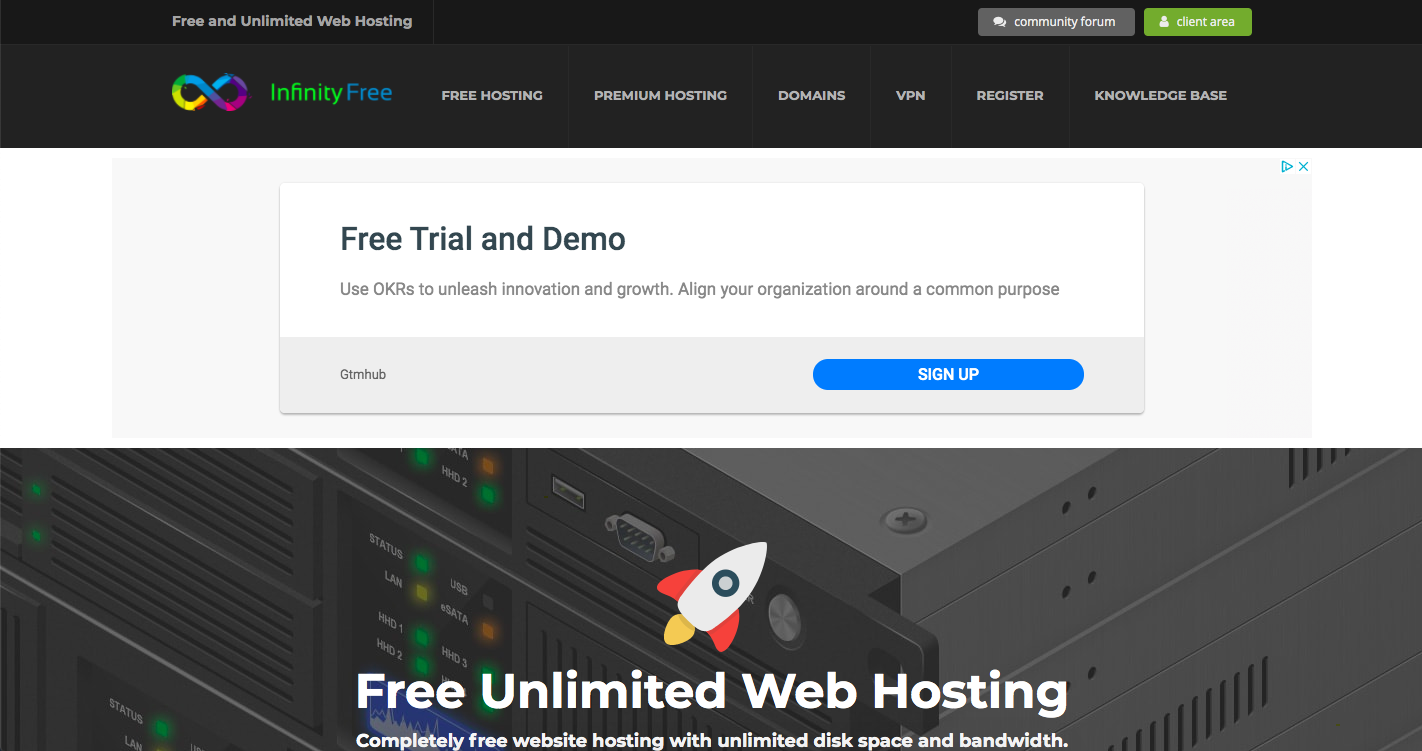 Free and Unlimited Web Hosting
community forum
client area
Infinity Free
FREE HOSTING
PREMIUM HOSTING
DOMAINS
VPN
REGISTER
KNOWLEDGE BASE
Free Trial and Demo
Use OKRs to unleash innovation and growth. Align your organization around a common purpose
Gtmhub
SIGN UP
HHD 2
STATUS
LAN
USB
eSATA
HHD 1
HHD 2
HHD 3
Free Unlimited Web Hosting
STATUS
LAN
Completely free website hosting with unlimited disk space and bandwidth.